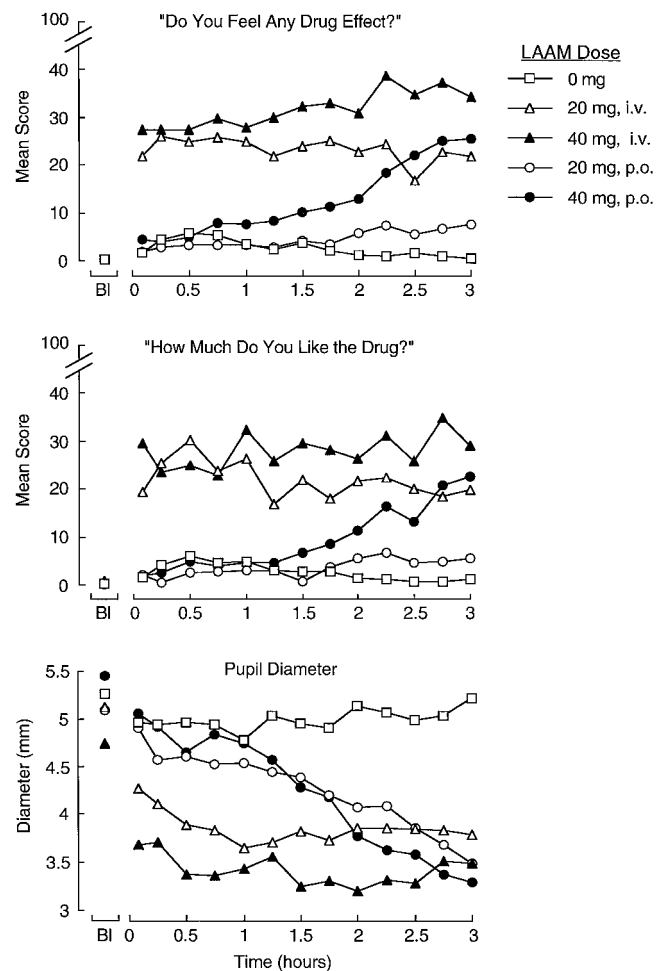 "Do You Feel Any Drug Effect?"
100
40
30
20
10
0
Mean Score
BI
0 0.5 1 1.5 2 2.5 3
LAAM Dose
0 mg
20 mg, i.v.
40 mg, i.v.
20 mg, p.o.
40 mg, p.o.
"How Much Do You Like the Drug?"
100
40
30
20
10
0
Mean Score
BI
0 0.5 1 1.5 2 2.5 3
Pupil Diameter
5.5
5
4.5
4
3.5
3
Diameter (mm)
BI
0 0.5 1 1.5 2 2.5 3
Time (hours)